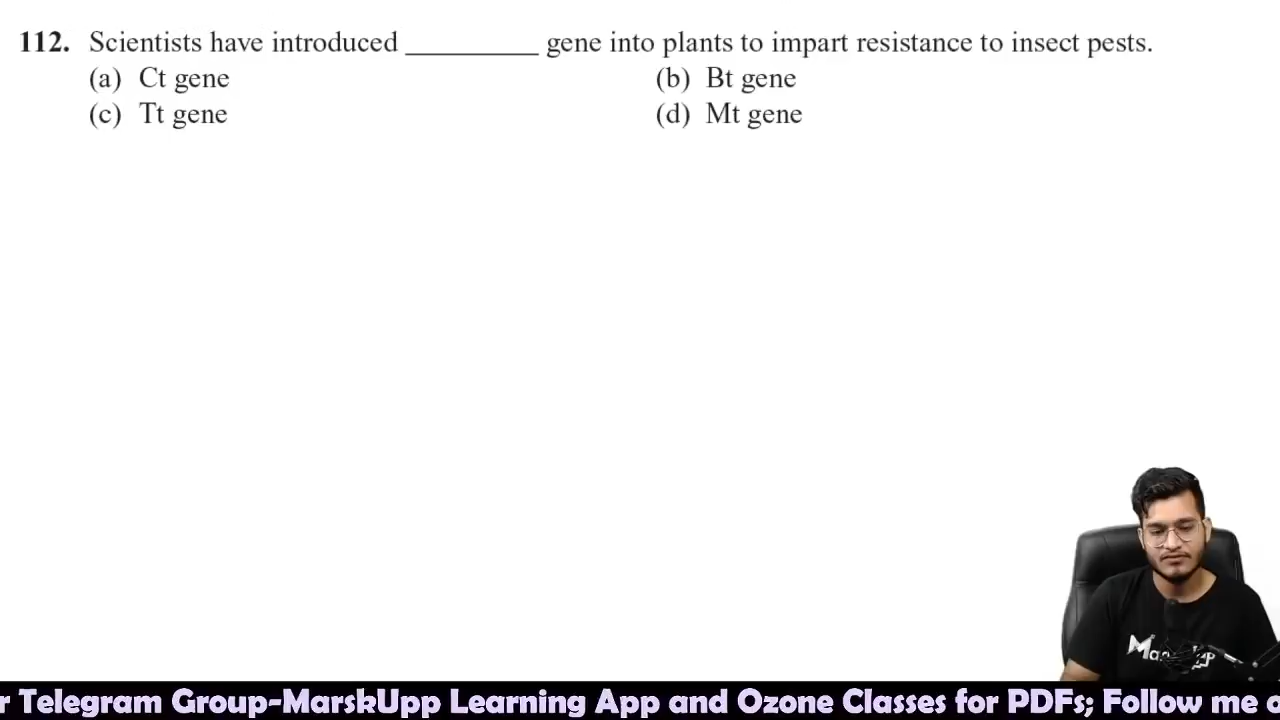 112. Scientists have introduced _________ gene into plants to impart resistance to insect pests.
(a) Ct gene (b) Bt gene
(c) Tt gene (d) Mt gene
r Telegram Group-MarskUpp Learning App and Ozone Classes for PDFs; Follow me